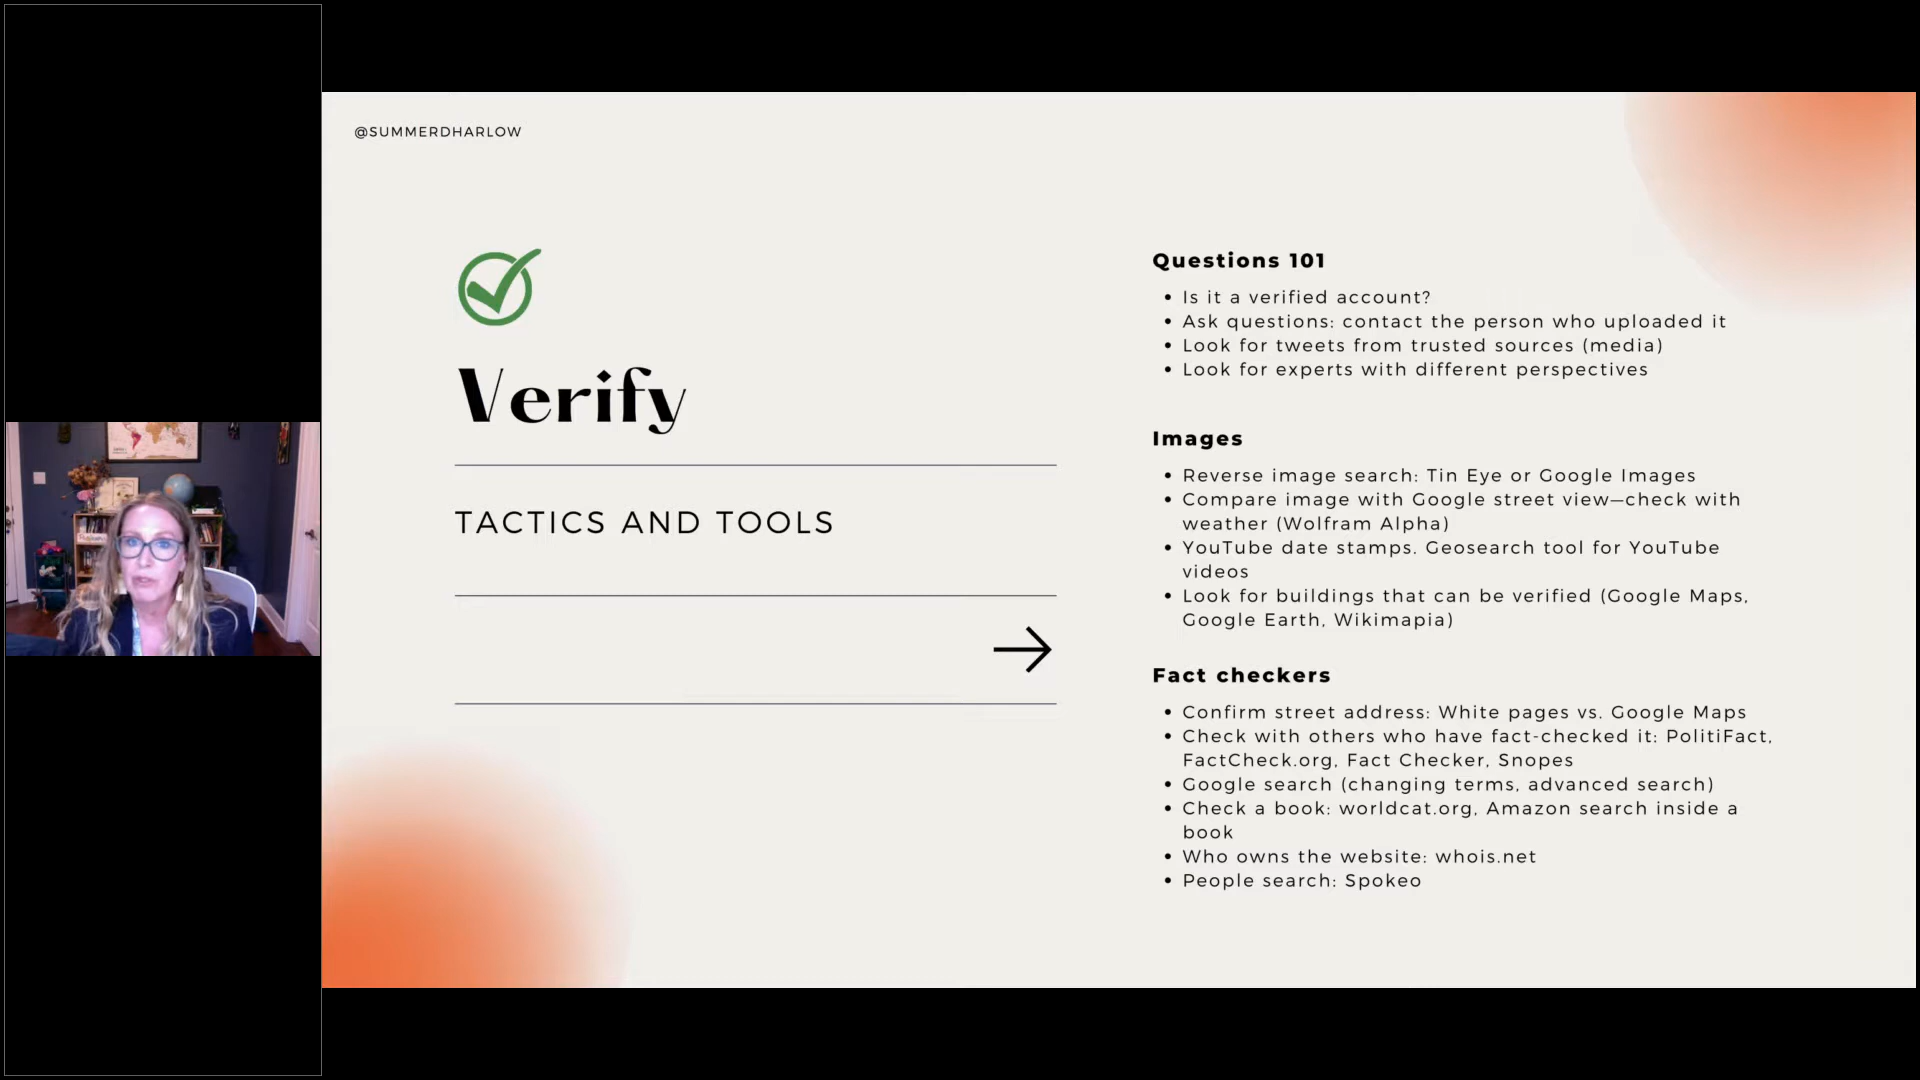 @SUMMERDHARLOW
Verify
TACTICS AND TOOLS
Questions 101
• Is it a verified account?
• Ask questions: contact the person who uploaded it
• Look for tweets from trusted sources (media)
• Look for experts with different perspectives
Images
• Reverse image search: Tin Eye or Google Images
• Compare image with Google street view—check with
weather (Wolfram Alpha)
• YouTube date stamps. Geosearch tool for YouTube
videos
• Look for buildings that can be verified (Google Maps,
Google Earth, Wikimapia)
Fact checkers
• Confirm street address: White pages vs. Google Maps
• Check with others who have fact-checked it: PolitiFact,
FactCheck.org, Fact Checker, Snopes
• Google search (changing terms, advanced search)
• Check a book: worldcat.org, Amazon search inside a
book
• Who owns the website: whois.net
• People search: Spokeo